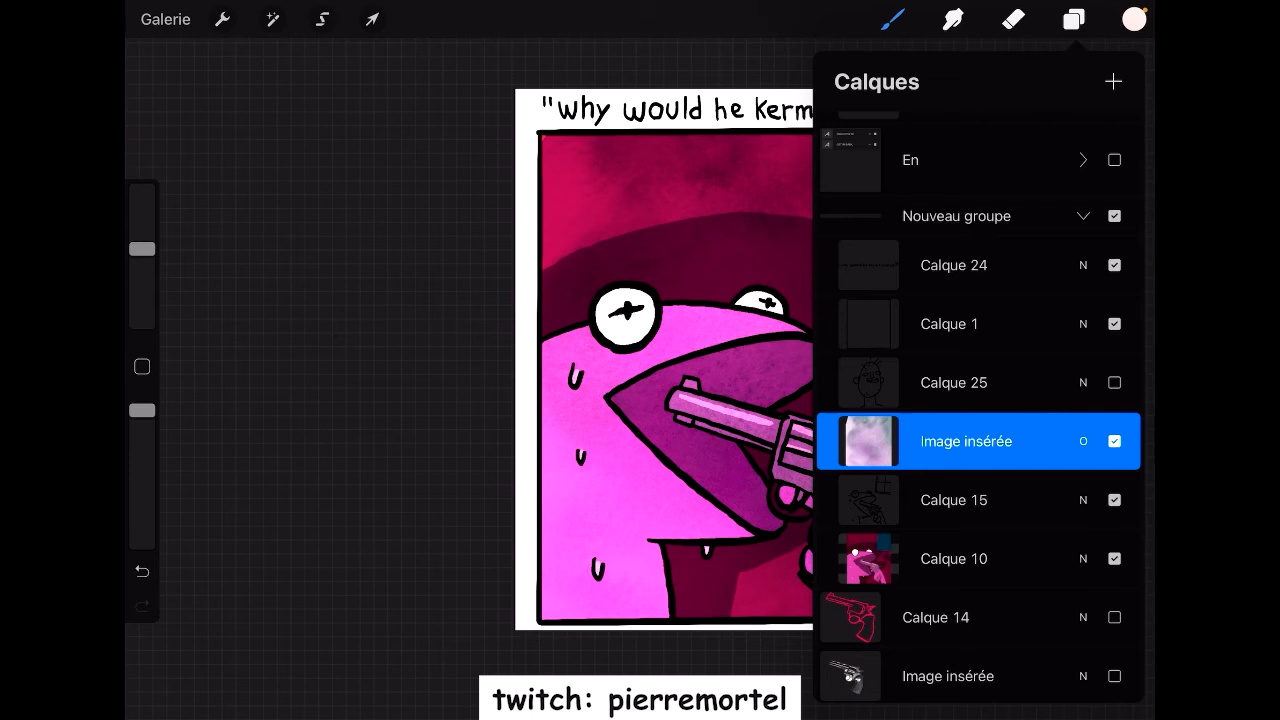 Galerie
Calques
"why would he kerm
En
Nouveau groupe
Calque 24 N
Calque 1 N
Calque 25 N
Image insérée O
Calque 15 N
Calque 10 N
Calque 14 N
Image insérée N
twitch: pierremortel